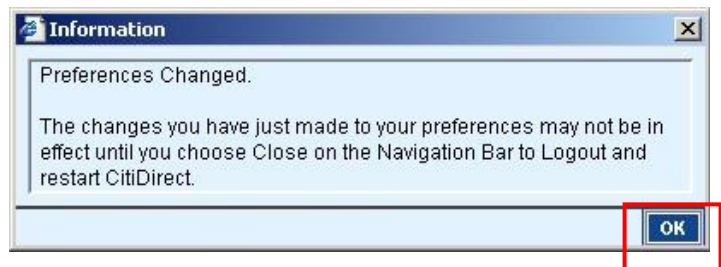 Information
Preferences Changed.
The changes you have just made to your preferences may not be in
effect until you choose Close on the Navigation Bar to Logout and
restart CitiDirect.
OK